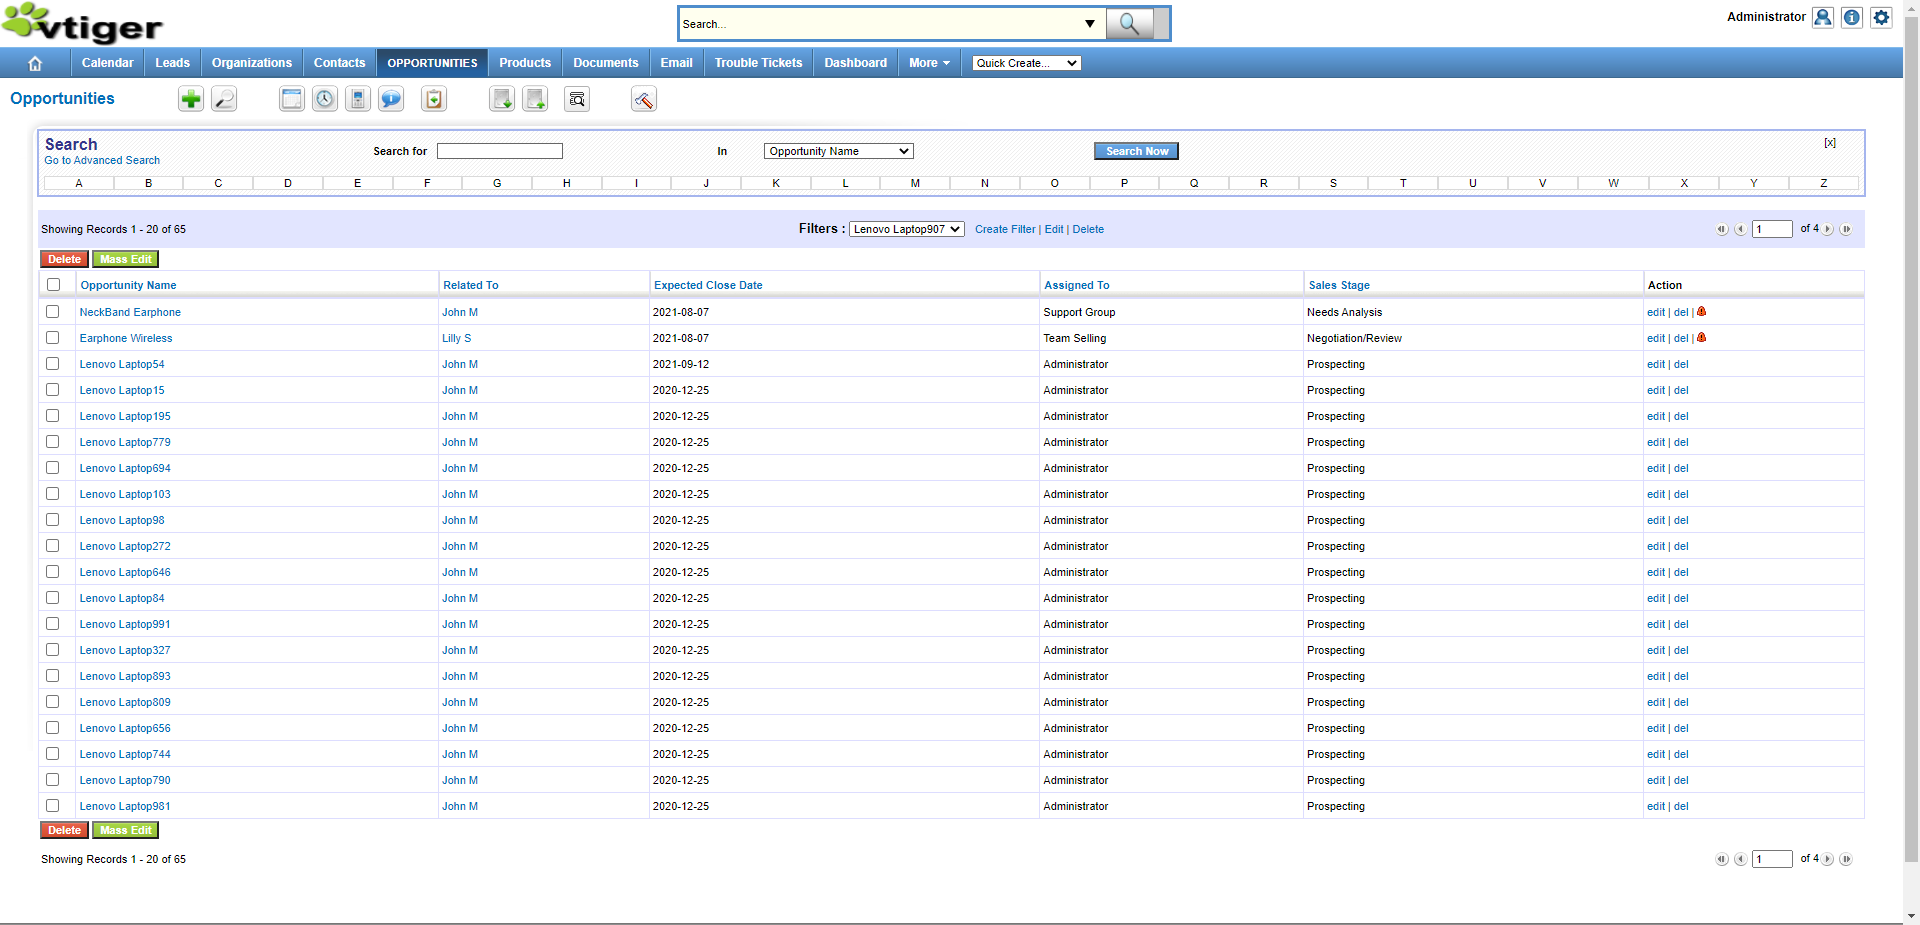 vtiger
Search...
Administrator
Calendar Leads Organizations Contacts OPPORTUNITIES Products Documents Email Trouble Tickets Dashboard More Quick Create...
Opportunities
Search
Go to Advanced Search
Search for In Opportunity Name Search Now [x]
A B C D E F G H I J K L M N O P Q R S T U V W X Y Z
Showing Records 1 - 20 of 65 Filters : Lenovo Laptop907 Create Filter | Edit | Delete 1 of 4
Delete Mass Edit
Opportunity Name Related To Expected Close Date Assigned To Sales Stage Action
NeckBand Earphone John M 2021-08-07 Support Group Needs Analysis edit | del |
Earphone Wireless Lilly S 2021-08-07 Team Selling Negotiation/Review edit | del |
Lenovo Laptop54 John M 2021-09-12 Administrator Prospecting edit | del
Lenovo Laptop15 John M 2020-12-25 Administrator Prospecting edit | del
Lenovo Laptop195 John M 2020-12-25 Administrator Prospecting edit | del
Lenovo Laptop779 John M 2020-12-25 Administrator Prospecting edit | del
Lenovo Laptop694 John M 2020-12-25 Administrator Prospecting edit | del
Lenovo Laptop103 John M 2020-12-25 Administrator Prospecting edit | del
Lenovo Laptop98 John M 2020-12-25 Administrator Prospecting edit | del
Lenovo Laptop272 John M 2020-12-25 Administrator Prospecting edit | del
Lenovo Laptop646 John M 2020-12-25 Administrator Prospecting edit | del
Lenovo Laptop84 John M 2020-12-25 Administrator Prospecting edit | del
Lenovo Laptop991 John M 2020-12-25 Administrator Prospecting edit | del
Lenovo Laptop327 John M 2020-12-25 Administrator Prospecting edit | del
Lenovo Laptop893 John M 2020-12-25 Administrator Prospecting edit | del
Lenovo Laptop809 John M 2020-12-25 Administrator Prospecting edit | del
Lenovo Laptop656 John M 2020-12-25 Administrator Prospecting edit | del
Lenovo Laptop744 John M 2020-12-25 Administrator Prospecting edit | del
Lenovo Laptop790 John M 2020-12-25 Administrator Prospecting edit | del
Lenovo Laptop981 John M 2020-12-25 Administrator Prospecting edit | del
Delete Mass Edit
Showing Records 1 - 20 of 65 1 of 4